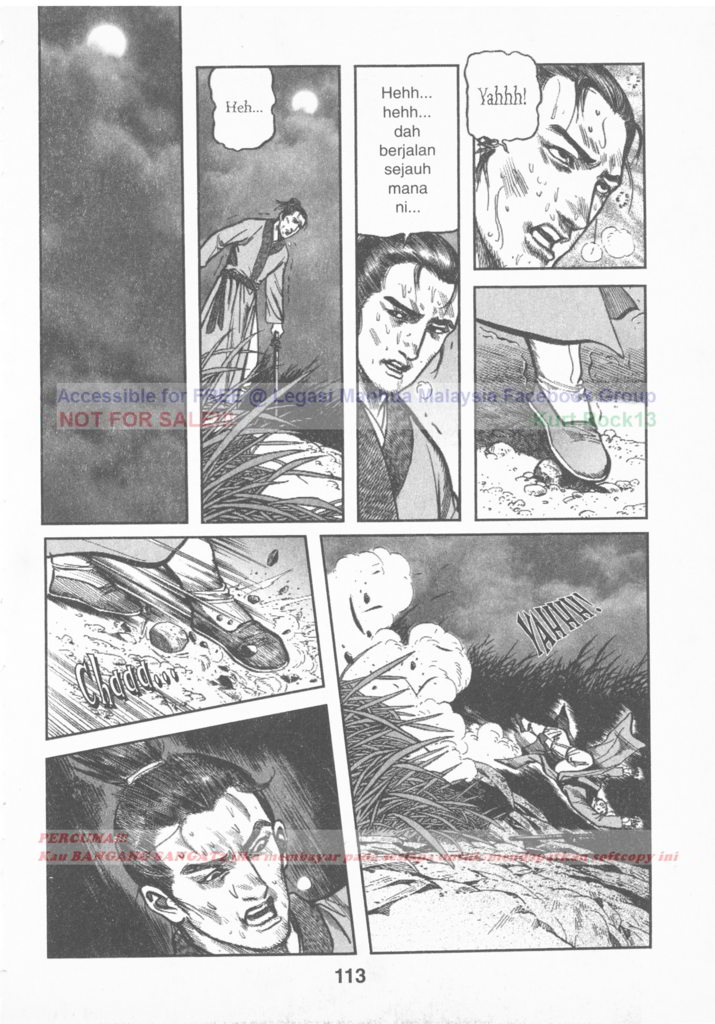 Heh...
Hehh...
hehh...
dah
berjalan
sejauh
mana
ni...
Yahhh!
Accessible for FREE @ Legasi Manhua Malaysia Facebook Group
NOT FOR SALE!!!
Kurt Rock13
Chaaa...
YAHHH!
PERCUMA!!!
Kau BANGANG SANGAT jika membayar pada sesiapa untuk mendapatkan softcopy ini
113